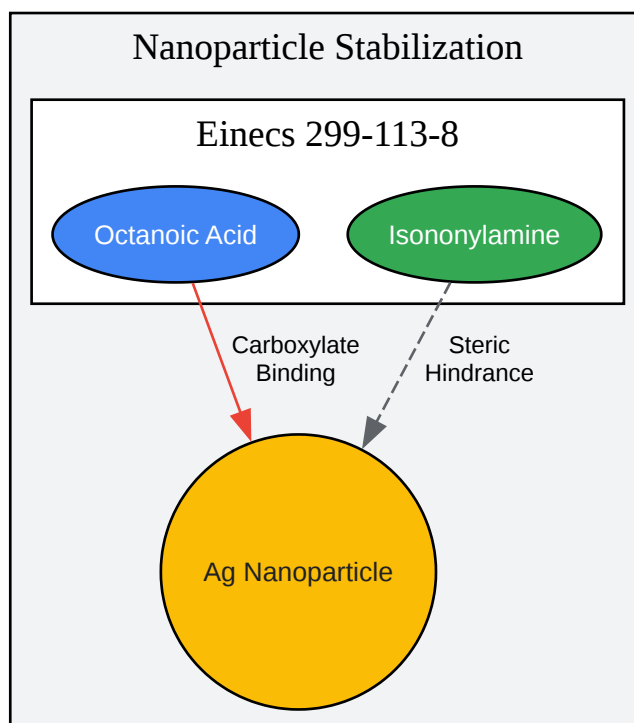 Nanoparticle Stabilization
Einecs 299-113-8
Octanoic Acid
Isononylamine
Carboxylate
Binding
Steric
Hindrance
Ag Nanoparticle